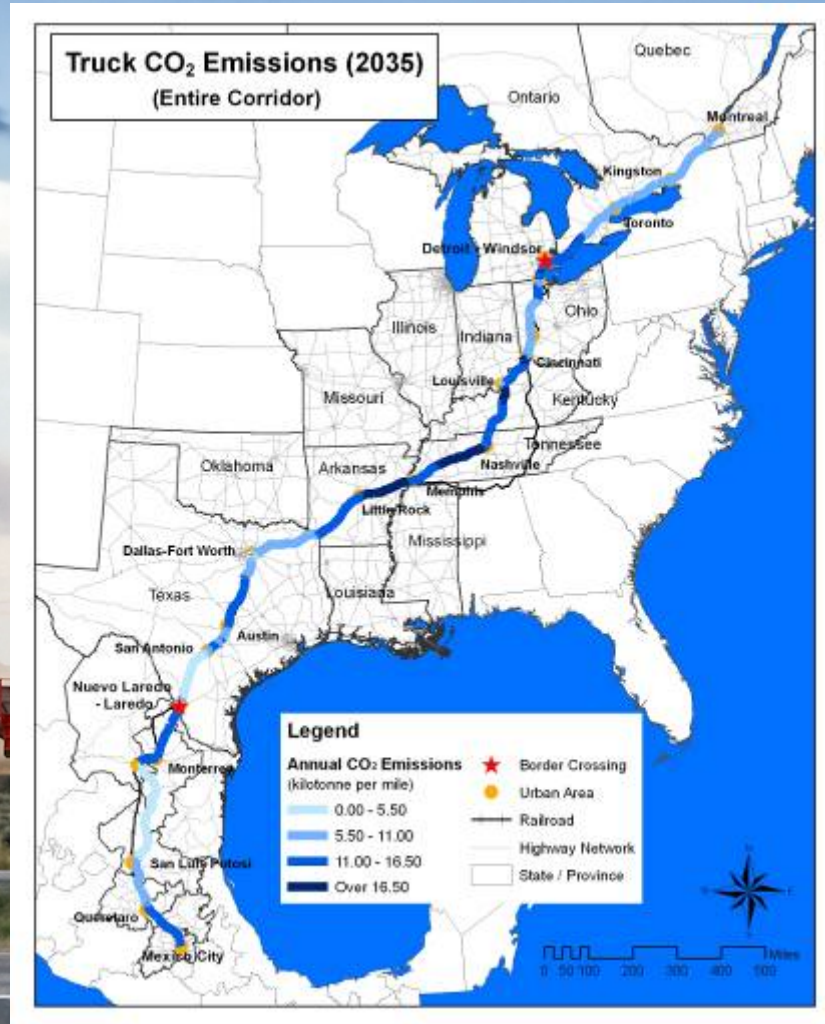 Truck CO₂ Emissions (2035)
(Entire Corridor)
Quebec
Ontario
Montreal
Kingston
Toronto
Detroit - Windsor
Ohio
Illinois
Indiana
Cincinnati
Louisville
Missouri
Kentucky
Tennessee
Nashville
Oklahoma
Arkansas
Memphis
Little Rock
Mississippi
Dallas-Fort Worth
Texas
Louisiana
Austin
San Antonio
Nuevo Laredo
- Laredo
Monterrey
San Luis Potosi
Queretaro
Mexico City
Legend
Annual CO₂ Emissions
(kilotonne per mile)
0.00 - 5.50
5.50 - 11.00
11.00 - 16.50
Over 16.50
Border Crossing
Urban Area
Railroad
Highway Network
State / Province
Miles
0 50 100 200 300 400 500